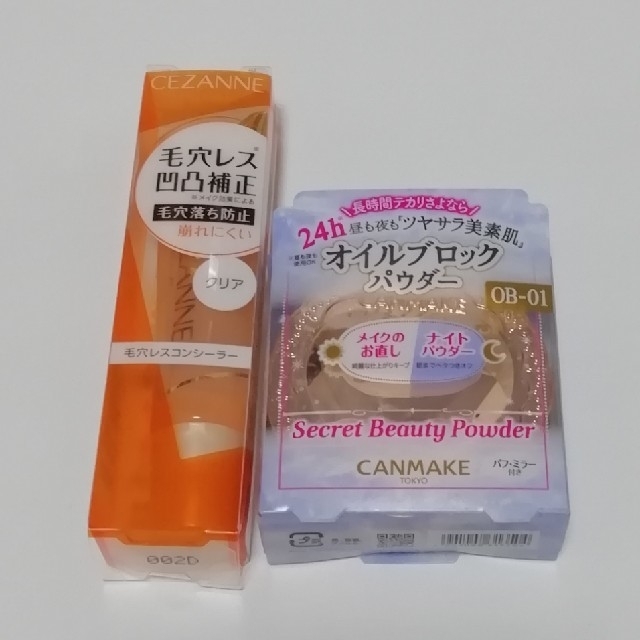 CEZANNE
毛穴レス※
凹凸補正
※メイク効果による
毛穴落ち防止
崩れにくい
クリア
毛穴レスコンシーラー
002D
長時間テカリさよなら
24h
昼も夜も「ツヤサラ美素肌」
オイルブロック
パウダー
OB-01
CANMAKE
メイクの
お直し
ナイト
パウダー
Secret Beauty Powder
CANMAKE
TOKYO
パフ・ミラー
付き